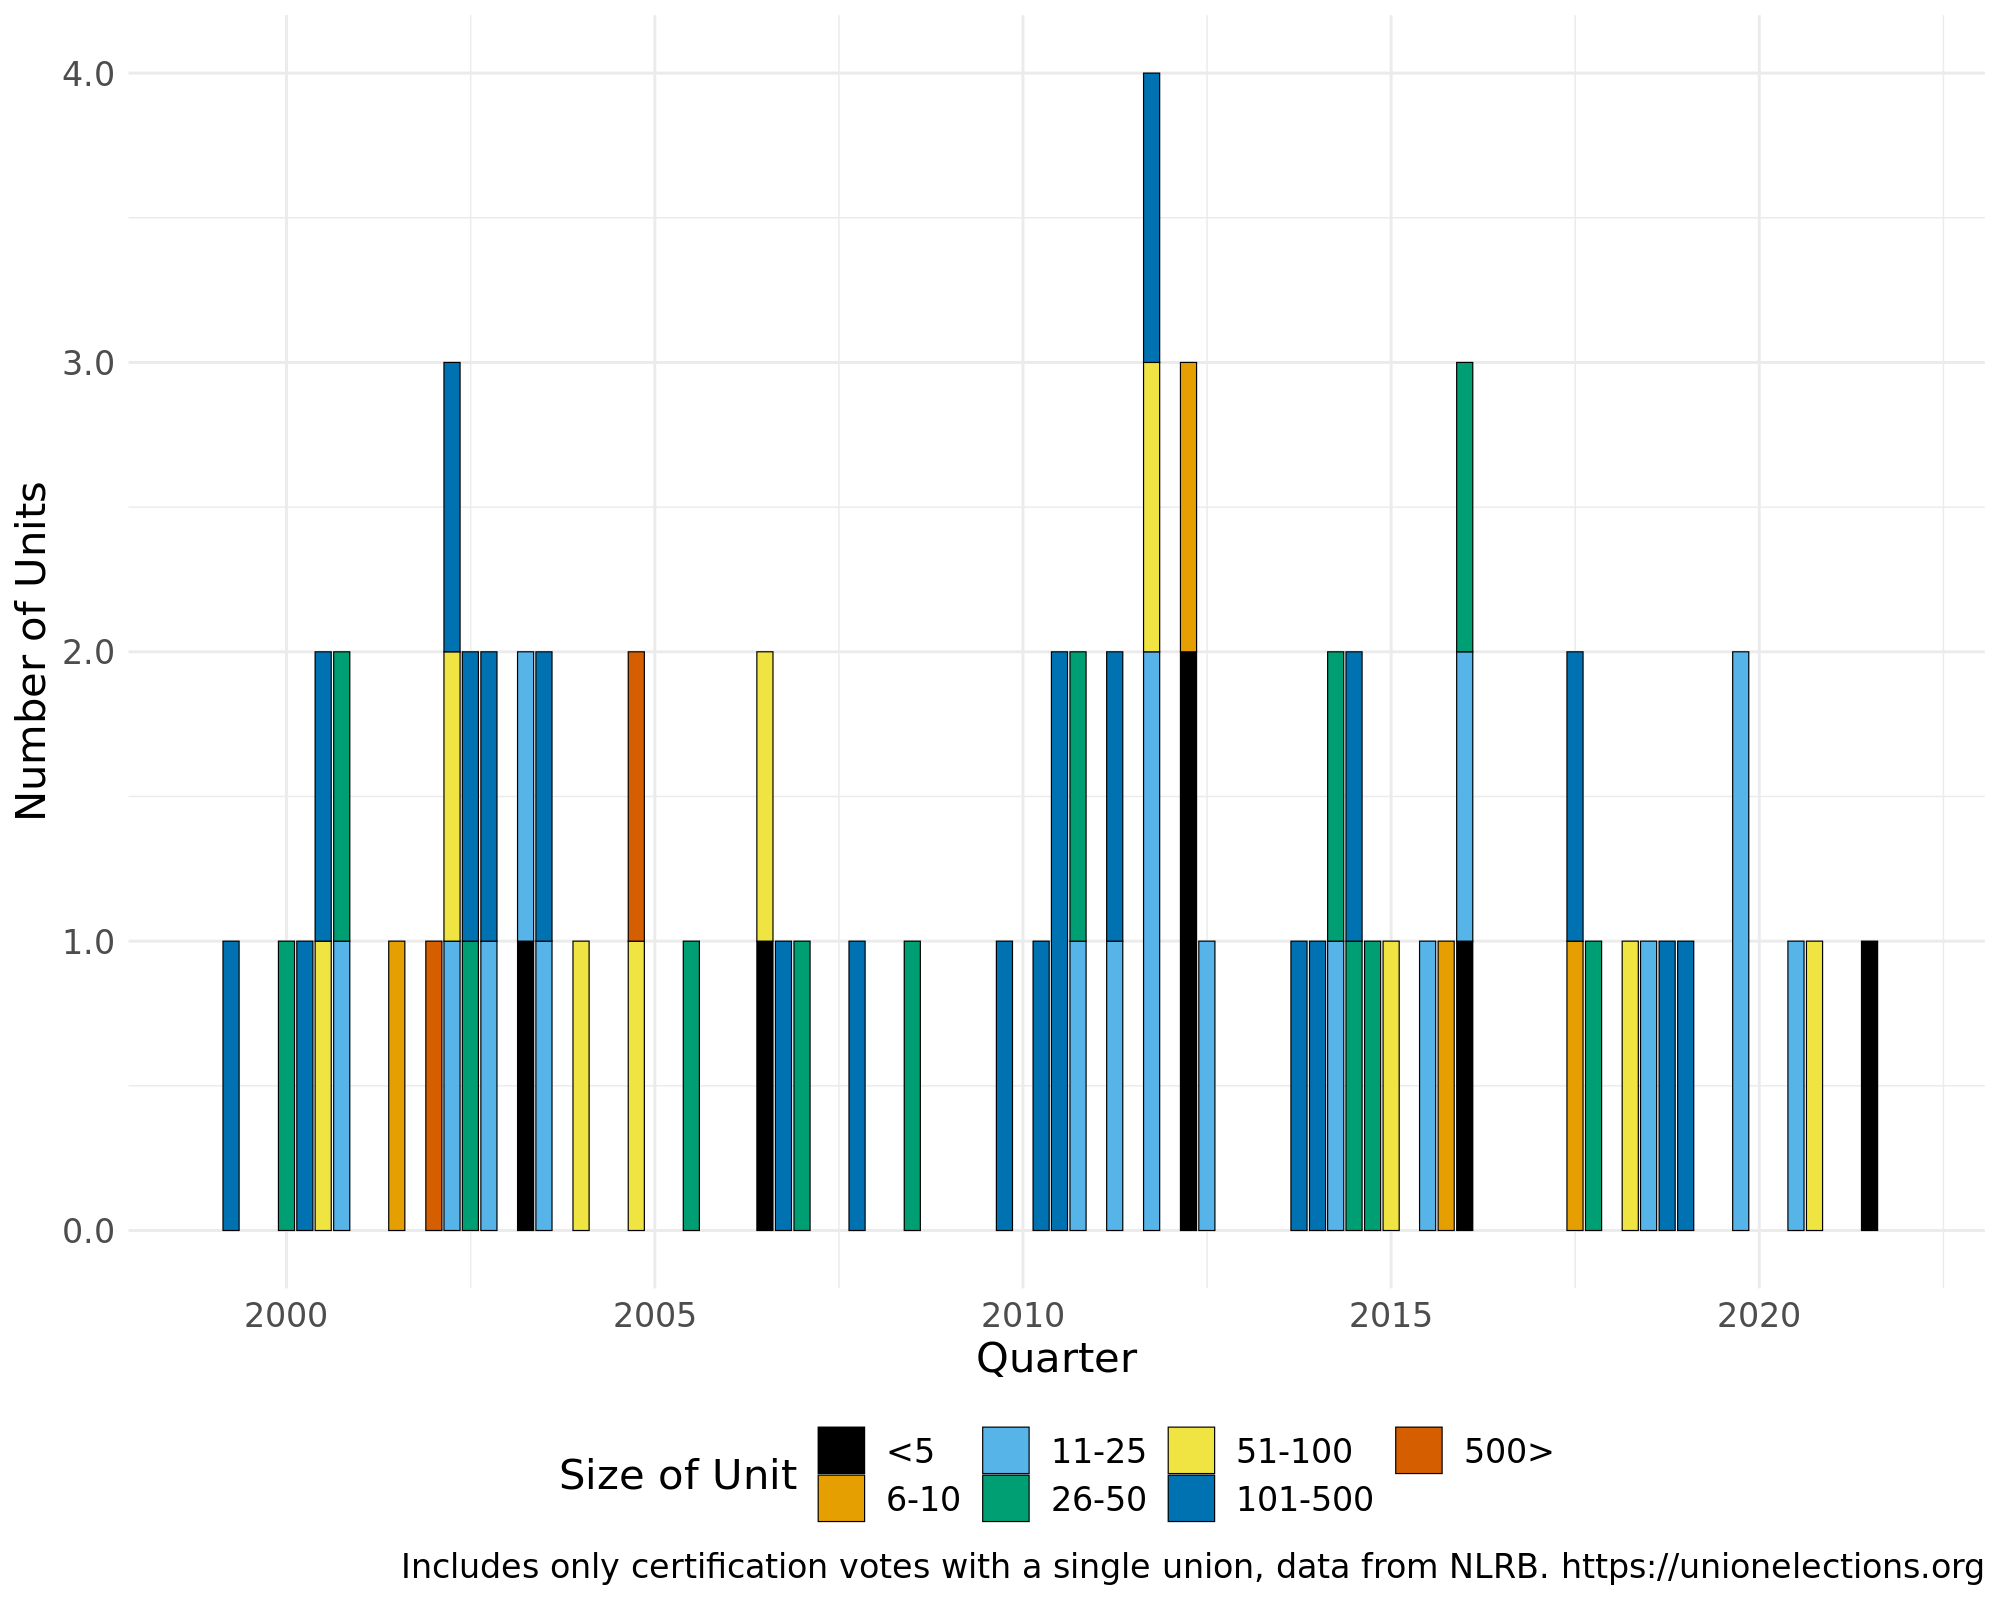 4.0
3.0
2.0
1.0
0.0
Number of Units
2000 2005 2010 2015 2020
Quarter
Size of Unit
<5 11-25 51-100 500>
6-10 26-50 101-500
Includes only certification votes with a single union, data from NLRB. https://unionelections.org